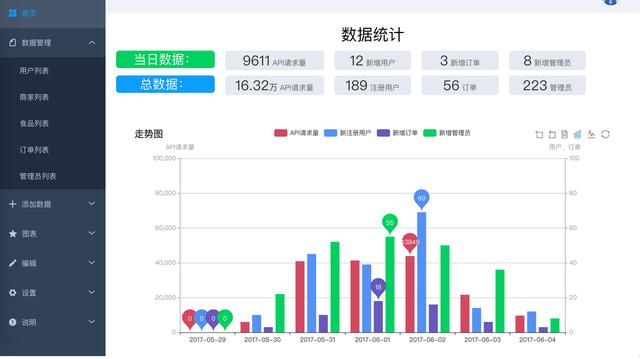 首页
数据管理
用户列表
商家列表
食品列表
订单列表
管理员列表
添加数据
图表
编辑
设置
说明
数据统计
当日数据： 9611 API请求量 12 新增用户 3 新增订单 8 新增管理员
总数据： 16.32万 API请求量 189 注册用户 56 订单 223 管理员
走势图
API请求量 新注册用户 新增订单 新增管理员
API请求量 用户、订单
100,000 100
80,000 80
60,000 60
40,000 40
20,000 20
0 0
0 0 0 0
18
55
69
2017-05-29 2017-05-30 2017-05-31 2017-06-01 2017-06-02 2017-06-03 2017-06-04